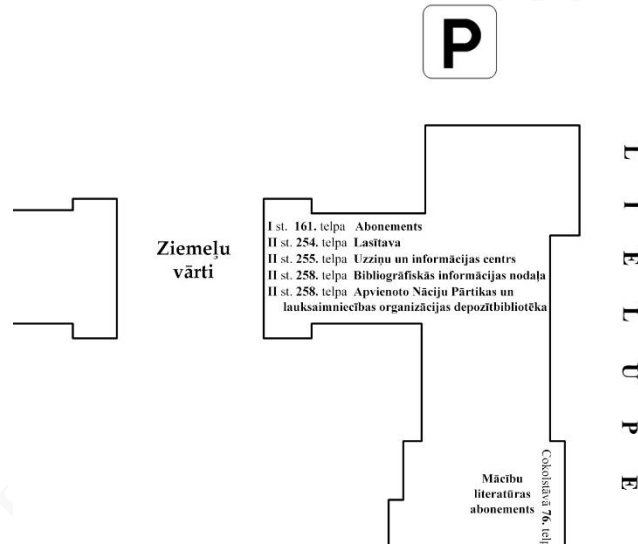 P
Ziemeļu
vārti
I st. 161. telpa Abonements
II st. 254. telpa Lasītava
II st. 255. telpa Uzziņu un informācijas centrs
II st. 258. telpa Bibliogrāfiskās informācijas nodaļa
II st. 258. telpa Apvienoto Nāciju Pārtikas un
lauksaimniecības organizācijas depozītbibliotēka
LIELUPE
Mācību
literatūras
abonements
Cokolstāvā 76. telp